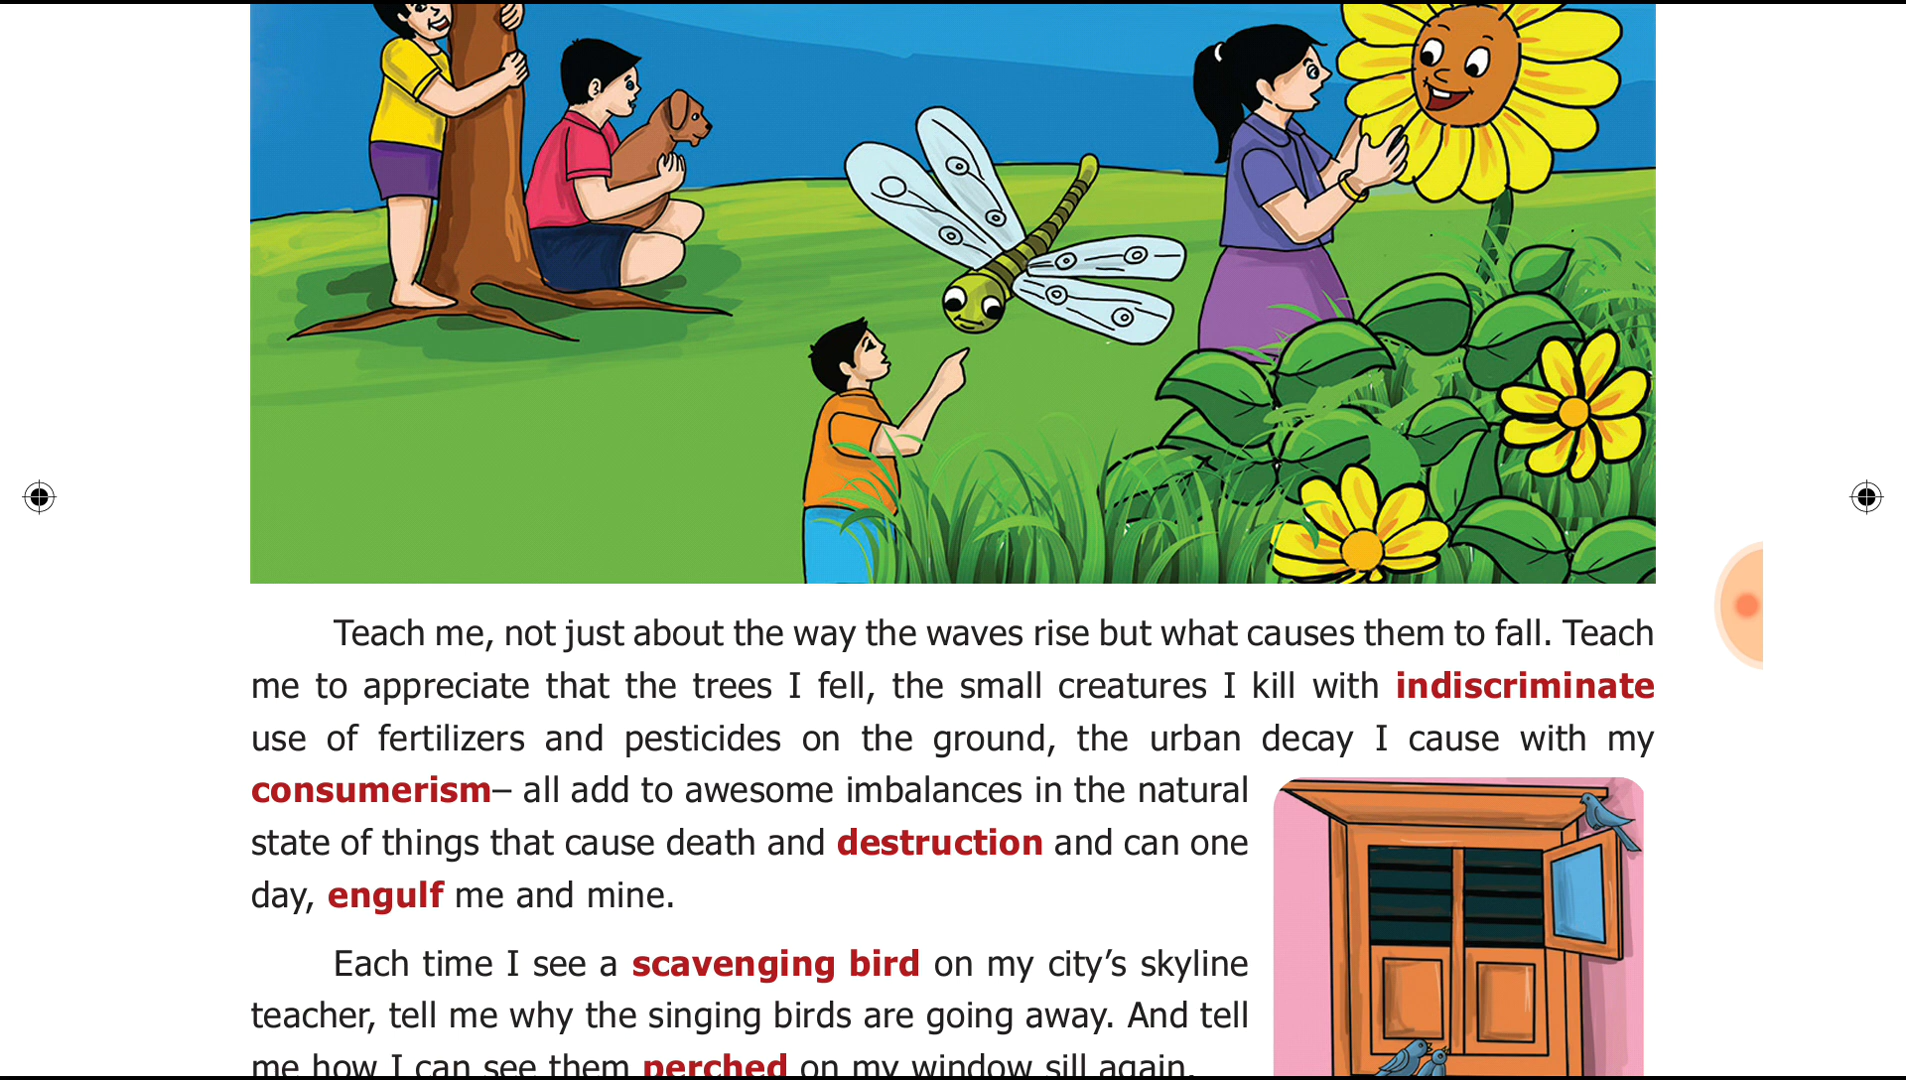 Teach me, not just about the way the waves rise but what causes them to fall. Teach
me to appreciate that the trees I fell, the small creatures I kill with indiscriminate
use of fertilizers and pesticides on the ground, the urban decay I cause with my
consumerism– all add to awesome imbalances in the natural
state of things that cause death and destruction and can one
day, engulf me and mine.
Each time I see a scavenging bird on my city’s skyline
teacher, tell me why the singing birds are going away. And tell
me how I can see them perched on my window sill again.